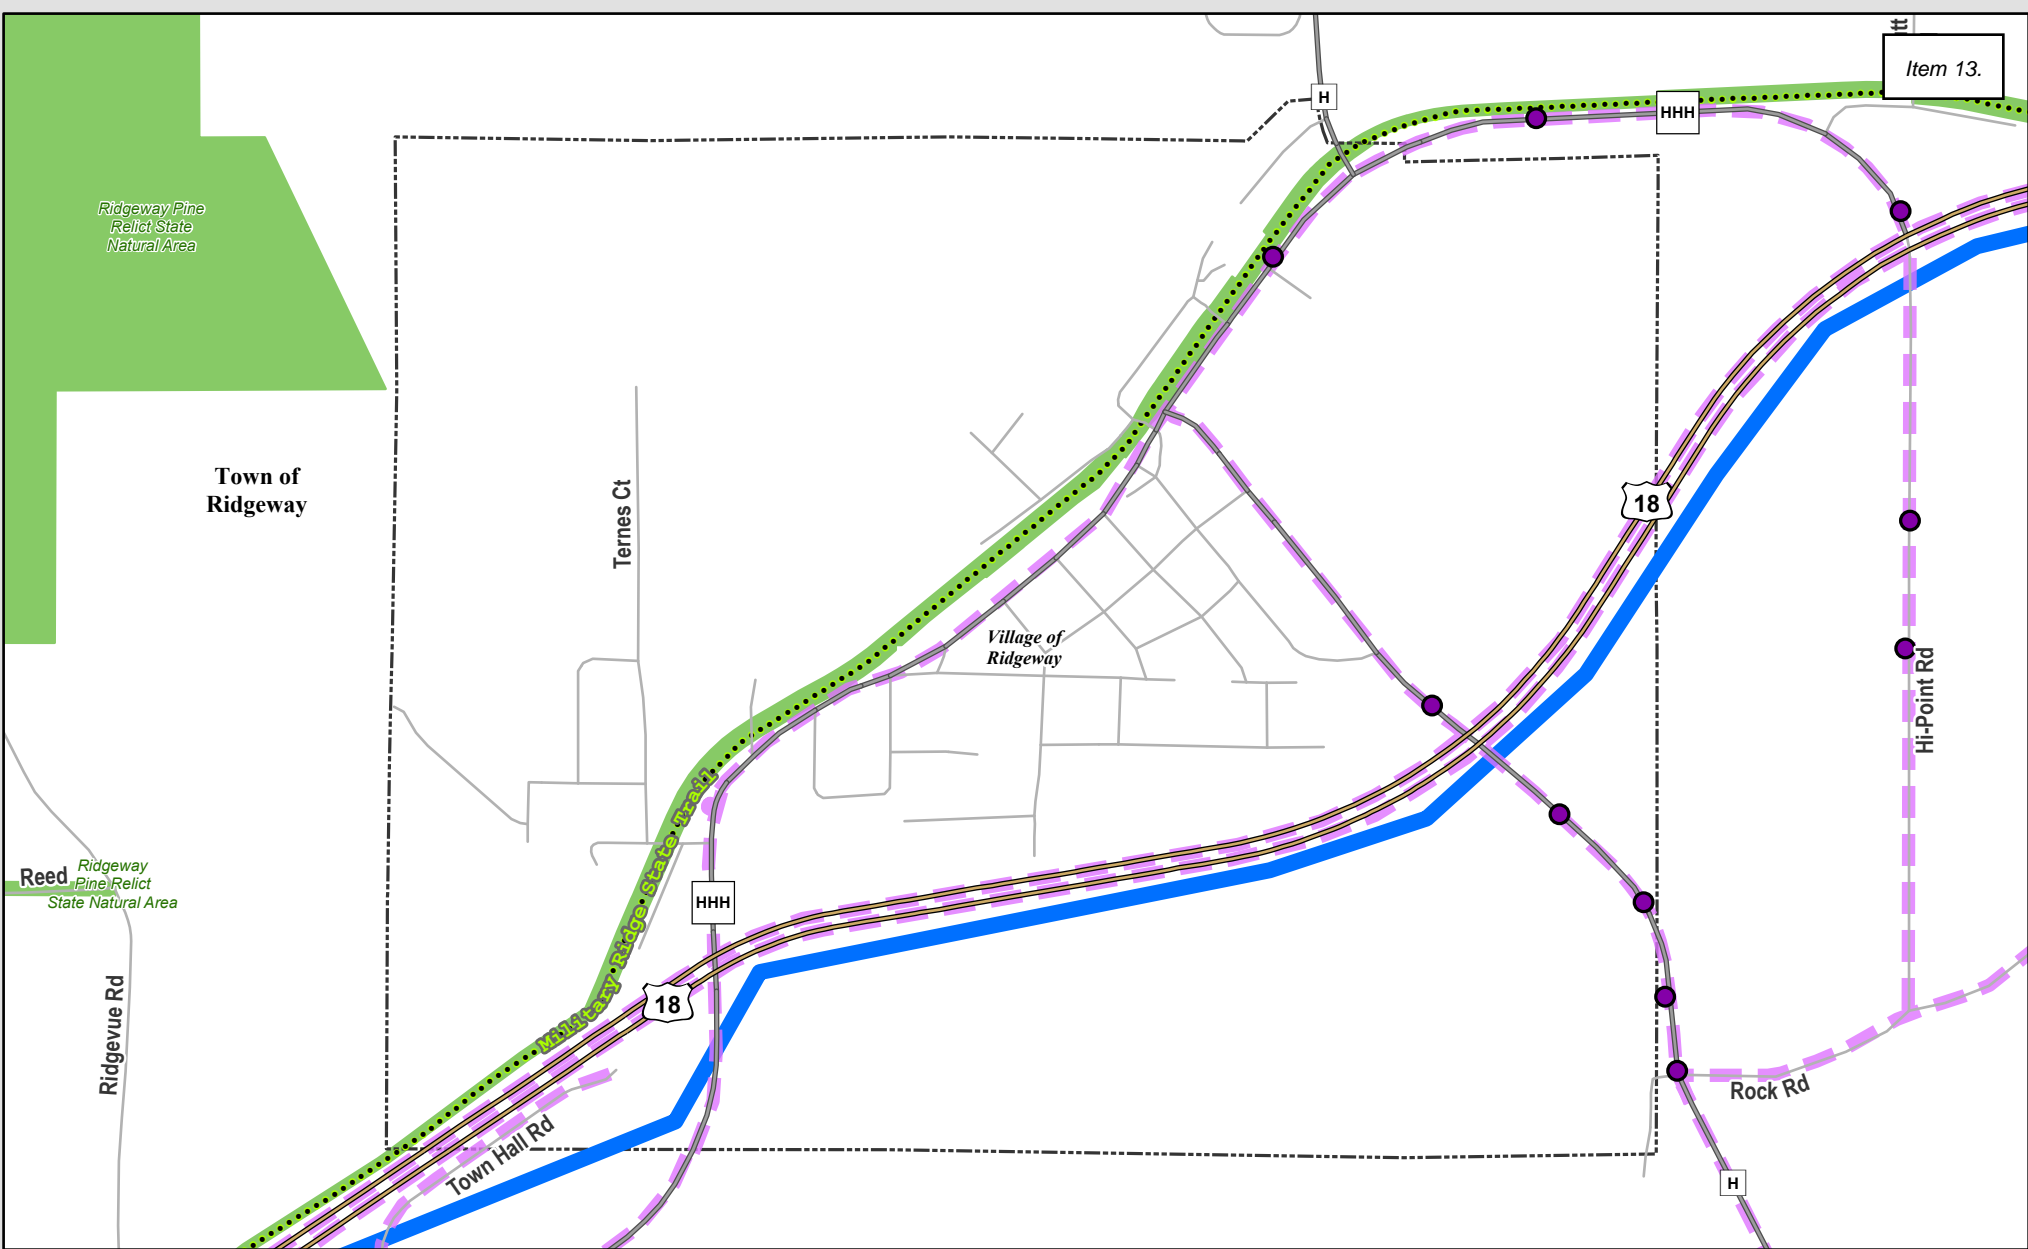 Item 13.
H
HHH
Ridgeway Pine
Relict State
Natural Area
Town of
Ridgeway
Ternes Ct
18
Village of
Ridgeway
Hi-Point Rd
Military Ridge State Trail
Reed
Ridgeway
Pine Relict
State Natural Area
HHH
18
Ridgevue Rd
Rock Rd
Town Hall Rd
H